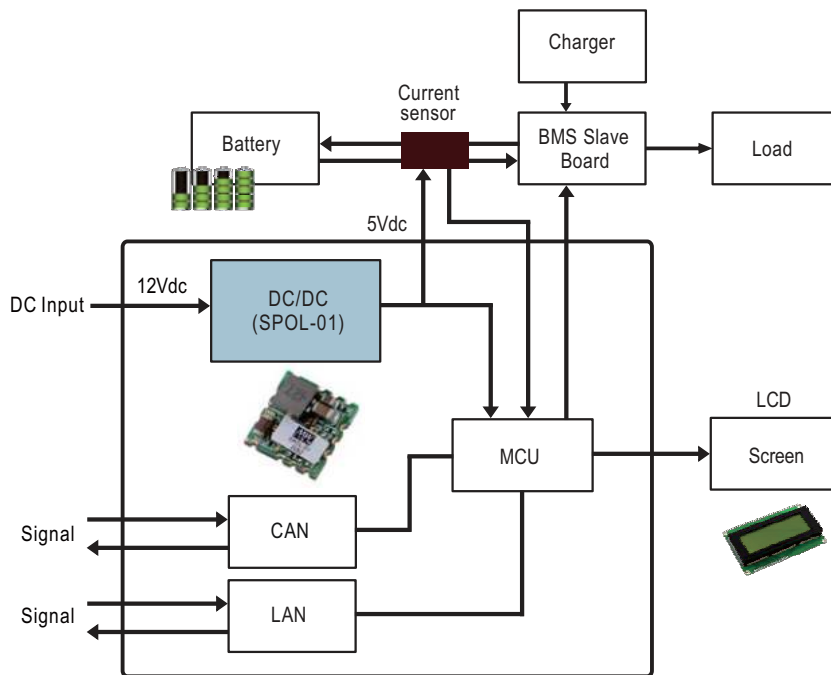 Charger
Current
sensor
Battery
BMS Slave
Board
Load
5Vdc
DC Input
12Vdc
DC/DC
(SPOL-01)
LCD
MCU
Screen
Signal
CAN
Signal
LAN